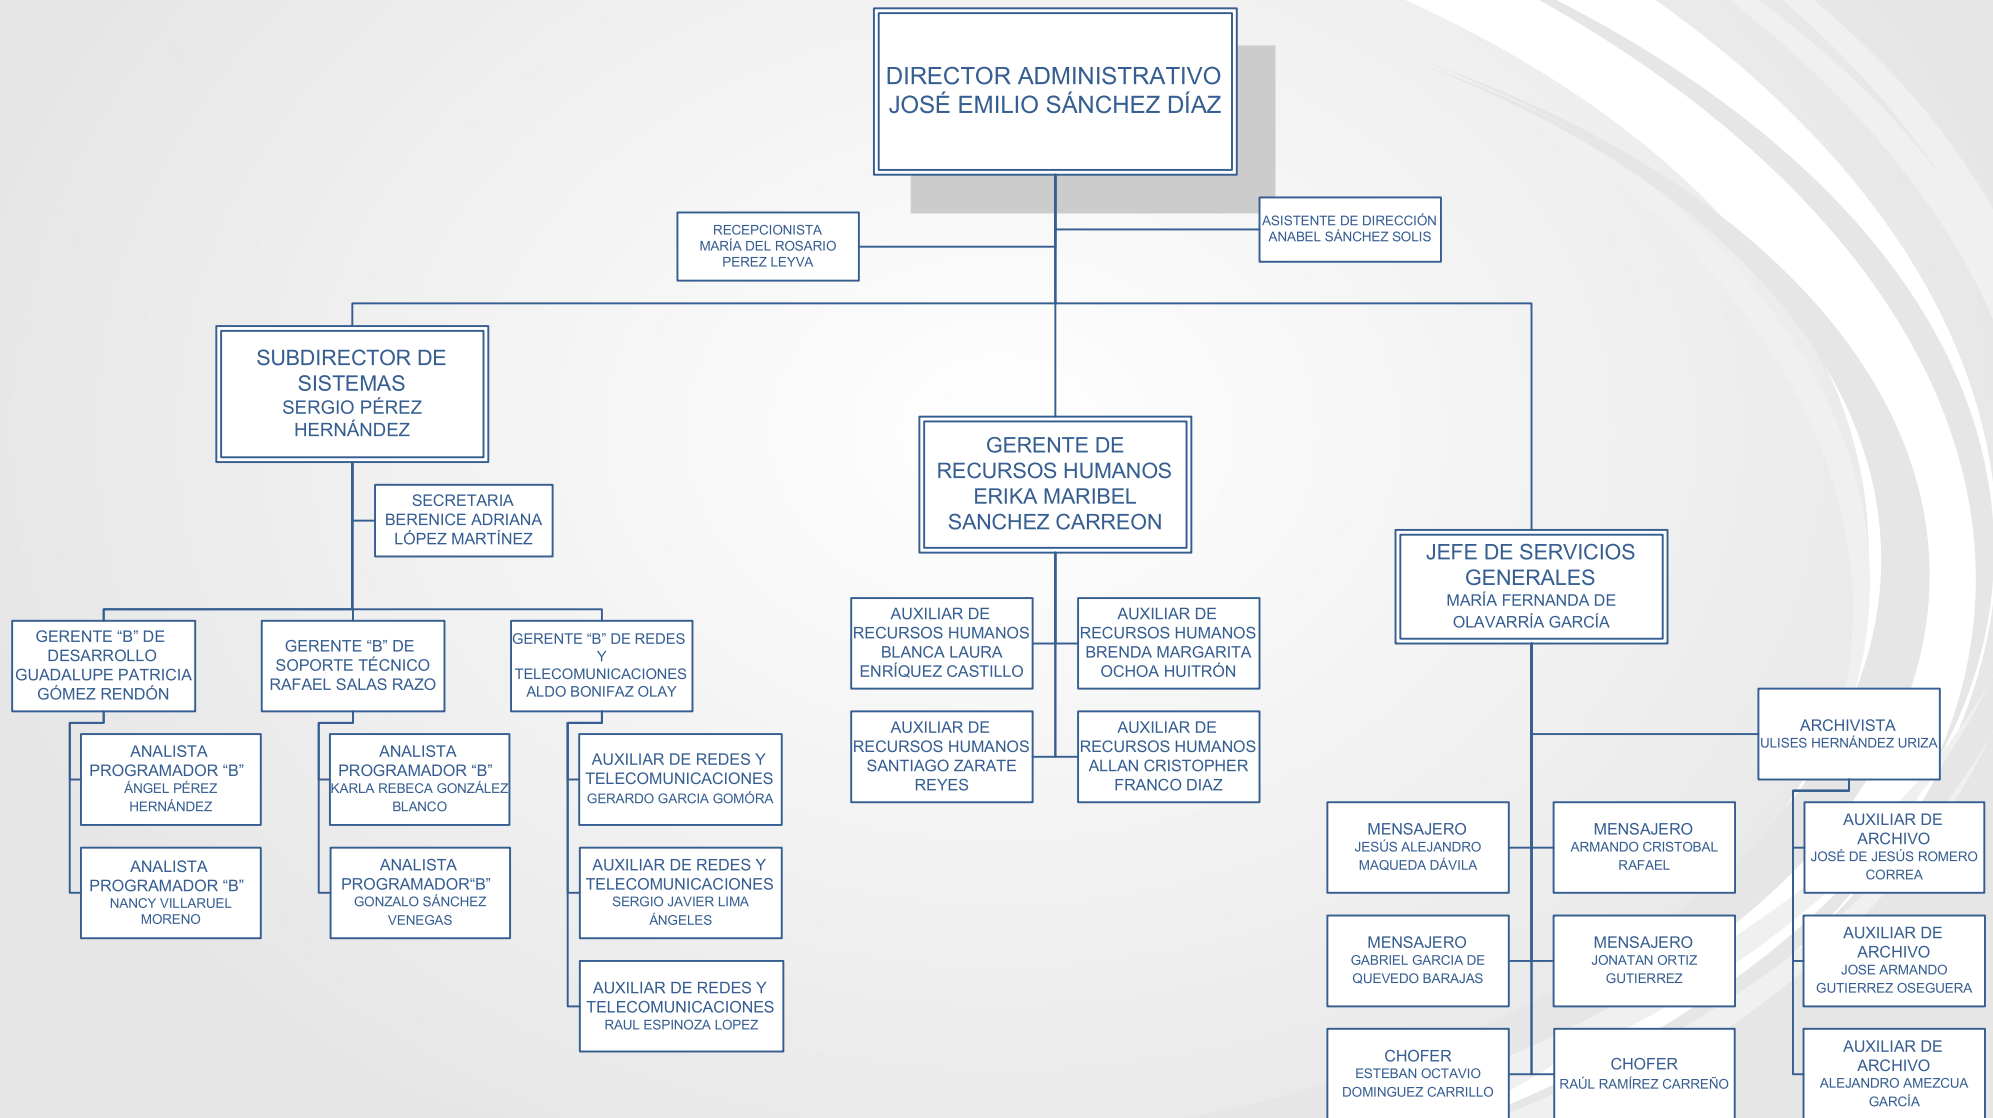 DIRECTOR ADMINISTRATIVO
JOSÉ EMILIO SÁNCHEZ DÍAZ
RECEPCIONISTA
MARÍA DEL ROSARIO
PEREZ LEYVA
ASISTENTE DE DIRECCIÓN
ANABEL SÁNCHEZ SOLIS
SUBDIRECTOR DE
SISTEMAS
SERGIO PÉREZ
HERNÁNDEZ
SECRETARIA
BERENICE ADRIANA
LÓPEZ MARTÍNEZ
GERENTE “B” DE
DESARROLLO
GUADALUPE PATRICIA
GÓMEZ RENDÓN
ANALISTA
PROGRAMADOR “B”
ÁNGEL PÉREZ
HERNÁNDEZ
ANALISTA
PROGRAMADOR “B”
NANCY VILLARUEL
MORENO
GERENTE “B” DE
SOPORTE TÉCNICO
RAFAEL SALAS RAZO
ANALISTA
PROGRAMADOR “B”
KARLA REBECA GONZÁLEZ
BLANCO
ANALISTA
PROGRAMADOR“B”
GONZALO SÁNCHEZ
VENEGAS
GERENTE “B” DE REDES
Y
TELECOMUNICACIONES
ALDO BONIFAZ OLAY
AUXILIAR DE REDES Y
TELECOMUNICACIONES
GERARDO GARCIA GOMÓRA
AUXILIAR DE REDES Y
TELECOMUNICACIONES
SERGIO JAVIER LIMA
ÁNGELES
AUXILIAR DE REDES Y
TELECOMUNICACIONES
RAUL ESPINOZA LOPEZ
GERENTE DE
RECURSOS HUMANOS
ERIKA MARIBEL
SANCHEZ CARREON
AUXILIAR DE
RECURSOS HUMANOS
BLANCA LAURA
ENRÍQUEZ CASTILLO
AUXILIAR DE
RECURSOS HUMANOS
BRENDA MARGARITA
OCHOA HUITRÓN
AUXILIAR DE
RECURSOS HUMANOS
SANTIAGO ZARATE
REYES
AUXILIAR DE
RECURSOS HUMANOS
ALLAN CRISTOPHER
FRANCO DIAZ
JEFE DE SERVICIOS
GENERALES
MARÍA FERNANDA DE
OLAVARRÍA GARCÍA
ARCHIVISTA
ULISES HERNÁNDEZ URIZA
MENSAJERO
JESÚS ALEJANDRO
MAQUEDA DÁVILA
MENSAJERO
ARMANDO CRISTOBAL
RAFAEL
MENSAJERO
GABRIEL GARCIA DE
QUEVEDO BARAJAS
MENSAJERO
JONATAN ORTIZ
GUTIERREZ
CHOFER
ESTEBAN OCTAVIO
DOMINGUEZ CARRILLO
CHOFER
RAÚL RAMÍREZ CARREÑO
AUXILIAR DE
ARCHIVO
JOSÉ DE JESÚS ROMERO
CORREA
AUXILIAR DE
ARCHIVO
JOSE ARMANDO
GUTIERREZ OSEGUERA
AUXILIAR DE
ARCHIVO
ALEJANDRO AMEZCUA
GARCÍA